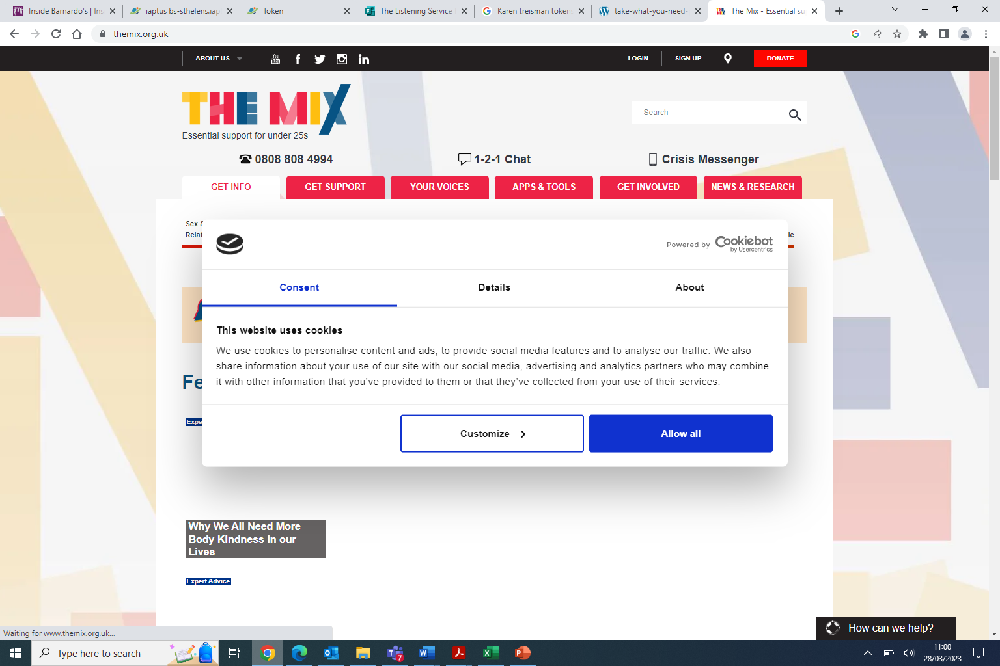 Inside Barnardo's | Ins
iaptus bs-sthelens.iap
Token
The Listening Service
Karen treisman token
take-what-you-need-
The Mix - Essential su
themix.org.uk
ABOUT US
You Tube
LOGIN
SIGN UP
DONATE
THE MIX
Essential support for under 25s
Search
0808 808 4994
1-2-1 Chat
Crisis Messenger
GET INFO
GET SUPPORT
YOUR VOICES
APPS & TOOLS
GET INVOLVED
NEWS & RESEARCH
Sex &
Relat
le
Powered by Cookiebot
by Usercentrics
Consent
Details
About
This website uses cookies
We use cookies to personalise content and ads, to provide social media features and to analyse our traffic. We also
share information about your use of our site with our social media, advertising and analytics partners who may combine
it with other information that you’ve provided to them or that they’ve collected from your use of their services.
Fe
Expe
Customize
Allow all
Why We All Need More
Body Kindness in our
Lives
Expert Advice
How can we help?
Waiting for www.themix.org.uk...
Type here to search
7
11:00
28/03/2023